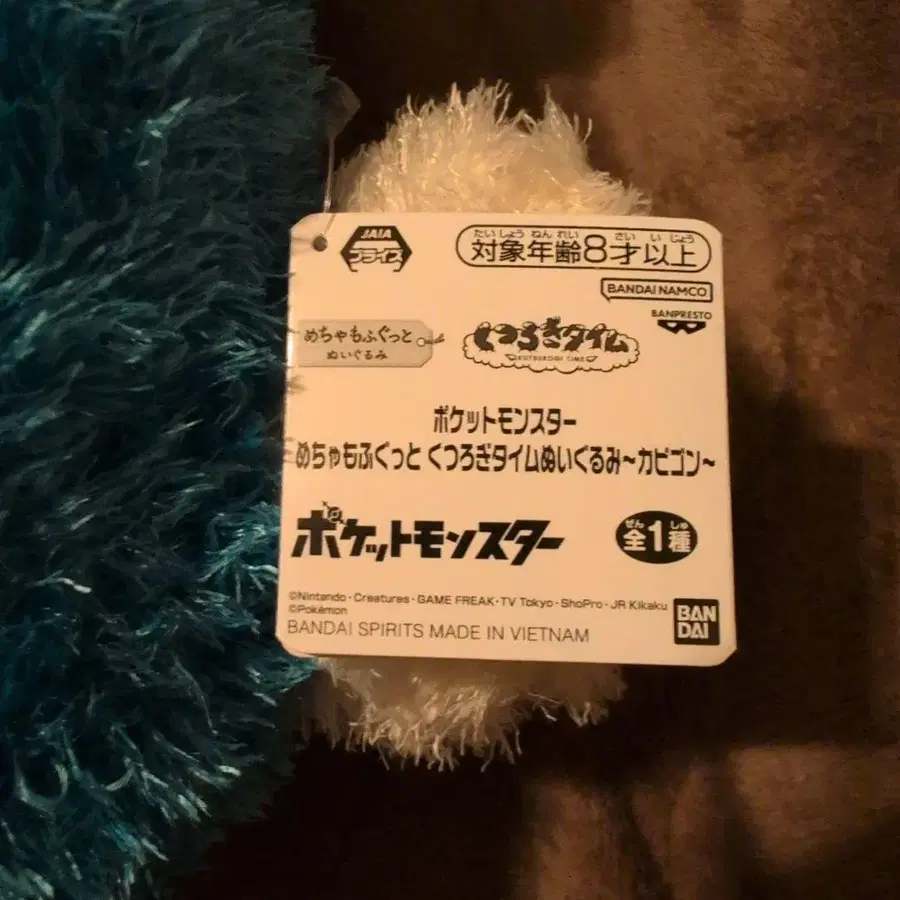 JAIA
プライズ
たいしょう ねん れい さい い じょう
対象年齢8才以上
BANDAI NAMCO
BANPRESTO
めちゃもふぐっと
ぬいぐるみ
くつろぎタイム
KUTSUROGI TIME
ポケットモンスター
めちゃもふぐっと くつろぎタイムぬいぐるみ~カビゴン~
ポケットモンスター
ぜん しゅ
全1種
©Nintendo・Creatures・GAME FREAK・TV Tokyo・ShoPro・JR Kikaku
©Pokémon
BANDAI SPIRITS MADE IN VIETNAM
BAN
DAI